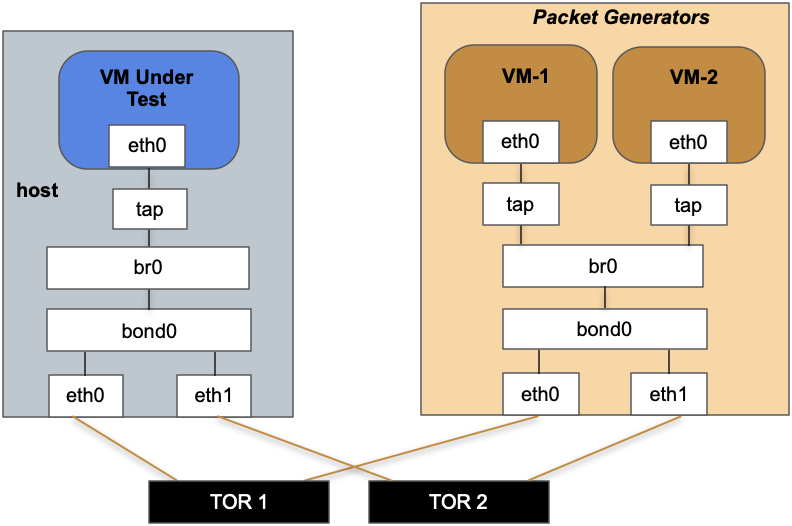 Packet Generators
VM Under
Test
eth0
host
tap
br0
bond0
eth0
eth1
VM-1
VM-2
eth0
eth0
tap
tap
br0
bond0
eth0
eth1
TOR 1
TOR 2